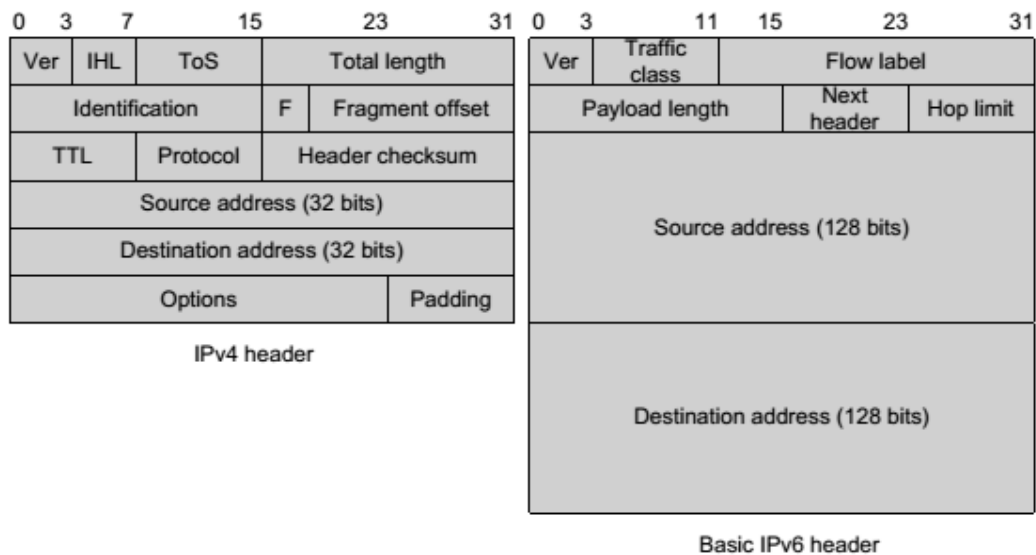 0 3 7 15 23 31
Ver IHL ToS Total length
Identification F Fragment offset
TTL Protocol Header checksum
Source address (32 bits)
Destination address (32 bits)
Options Padding
IPv4 header
0 3 11 15 23 31
Ver Traffic class Flow label
Payload length Next header Hop limit
Source address (128 bits)
Destination address (128 bits)
Basic IPv6 header